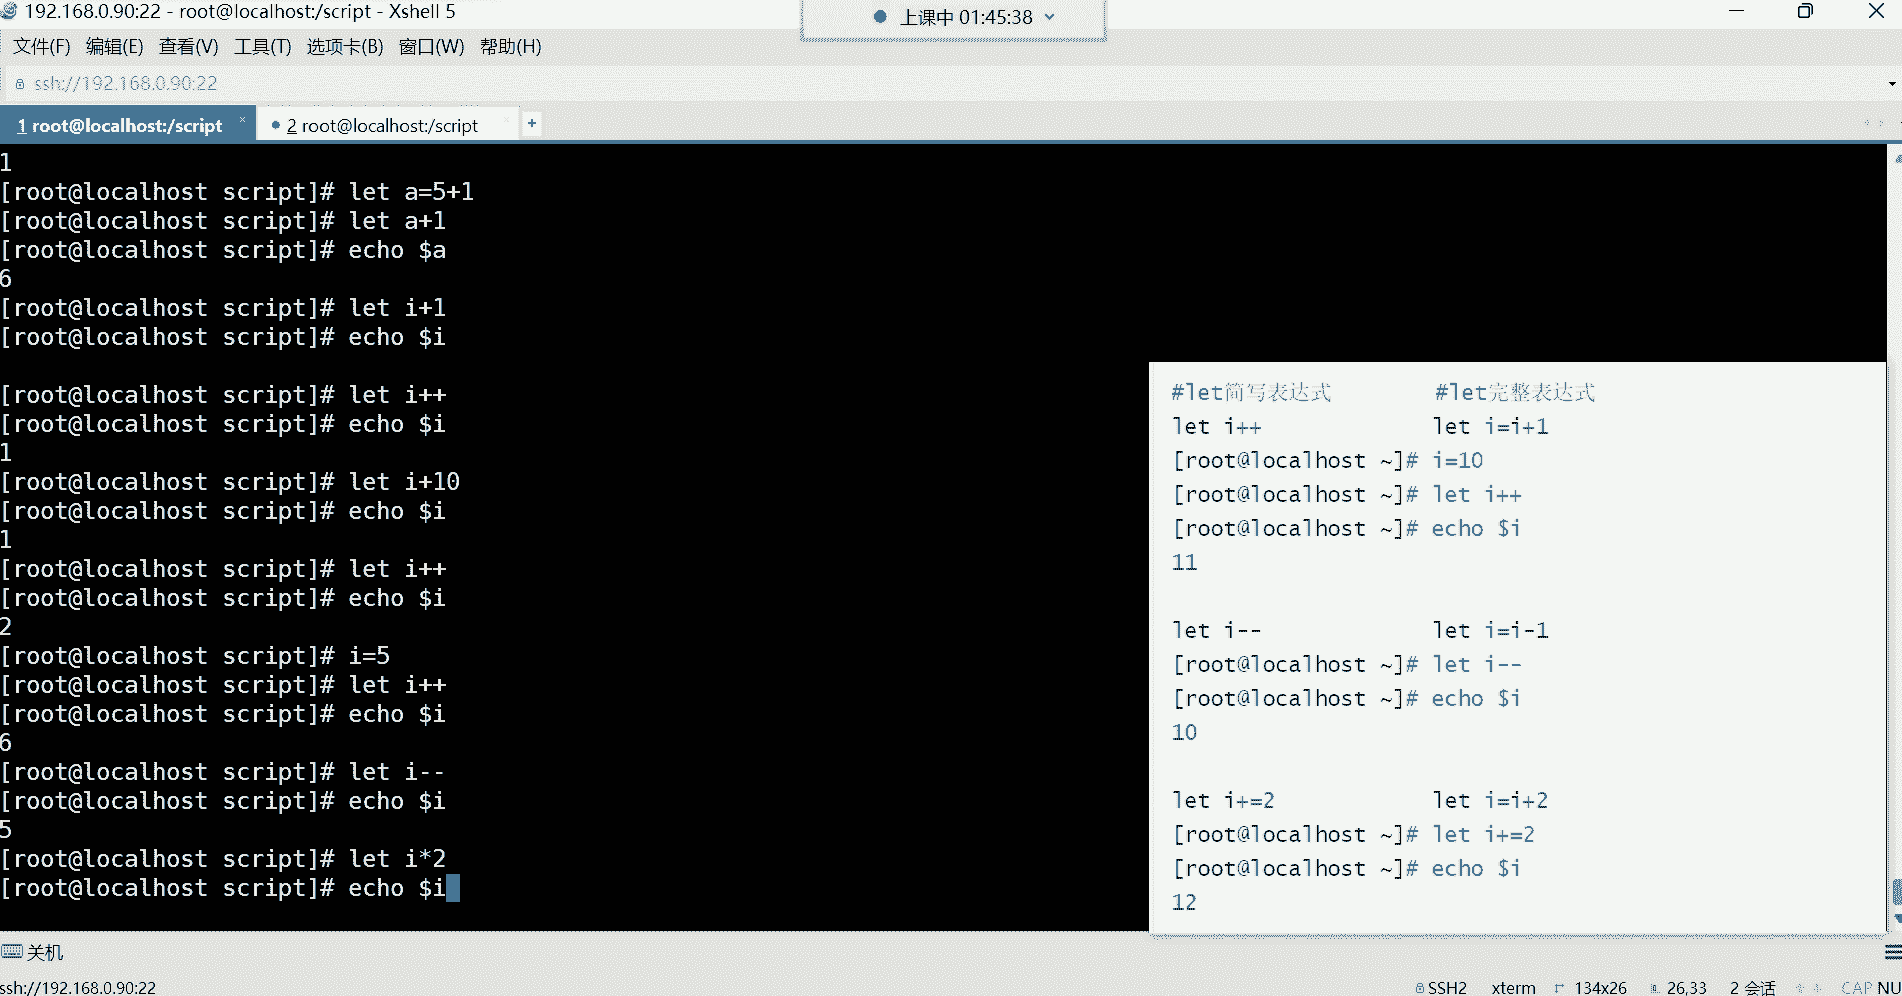 192.168.0.90:22 - root@localhost:/script - Xshell 5
上课中 01:45:38
文件(F) 编辑(E) 查看(V) 工具(T) 选项卡(B) 窗口(W) 帮助(H)
ssh://192.168.0.90:22
1 root@localhost:/script × 2 root@localhost:/script × +
1
[root@localhost script]# let a=5+1
[root@localhost script]# let a+1
[root@localhost script]# echo $a
6
[root@localhost script]# let i+1
[root@localhost script]# echo $i
[root@localhost script]# let i++
[root@localhost script]# echo $i
1
[root@localhost script]# let i+10
[root@localhost script]# echo $i
1
[root@localhost script]# let i++
[root@localhost script]# echo $i
2
[root@localhost script]# i=5
[root@localhost script]# let i++
[root@localhost script]# echo $i
6
[root@localhost script]# let i--
[root@localhost script]# echo $i
5
[root@localhost script]# let i*2
[root@localhost script]# echo $i
#let简写表达式 #let完整表达式
let i++ let i=i+1
[root@localhost ~]# i=10
[root@localhost ~]# let i++
[root@localhost ~]# echo $i
11
let i-- let i=i-1
[root@localhost ~]# let i--
[root@localhost ~]# echo $i
10
let i+=2 let i=i+2
[root@localhost ~]# let i+=2
[root@localhost ~]# echo $i
12
关机
ssh://192.168.0.90:22 SSH2 xterm 134x26 26,33 2 会话 CAP NU